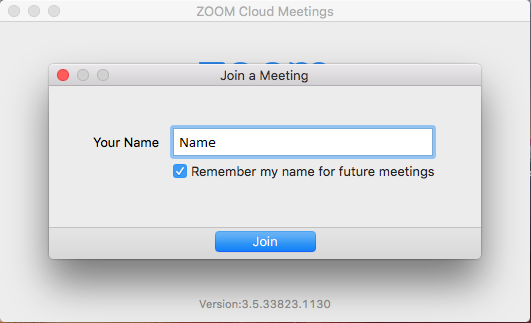 ZOOM Cloud Meetings
Join a Meeting
Your Name Name
Remember my name for future meetings
Join
Version:3.5.33823.1130